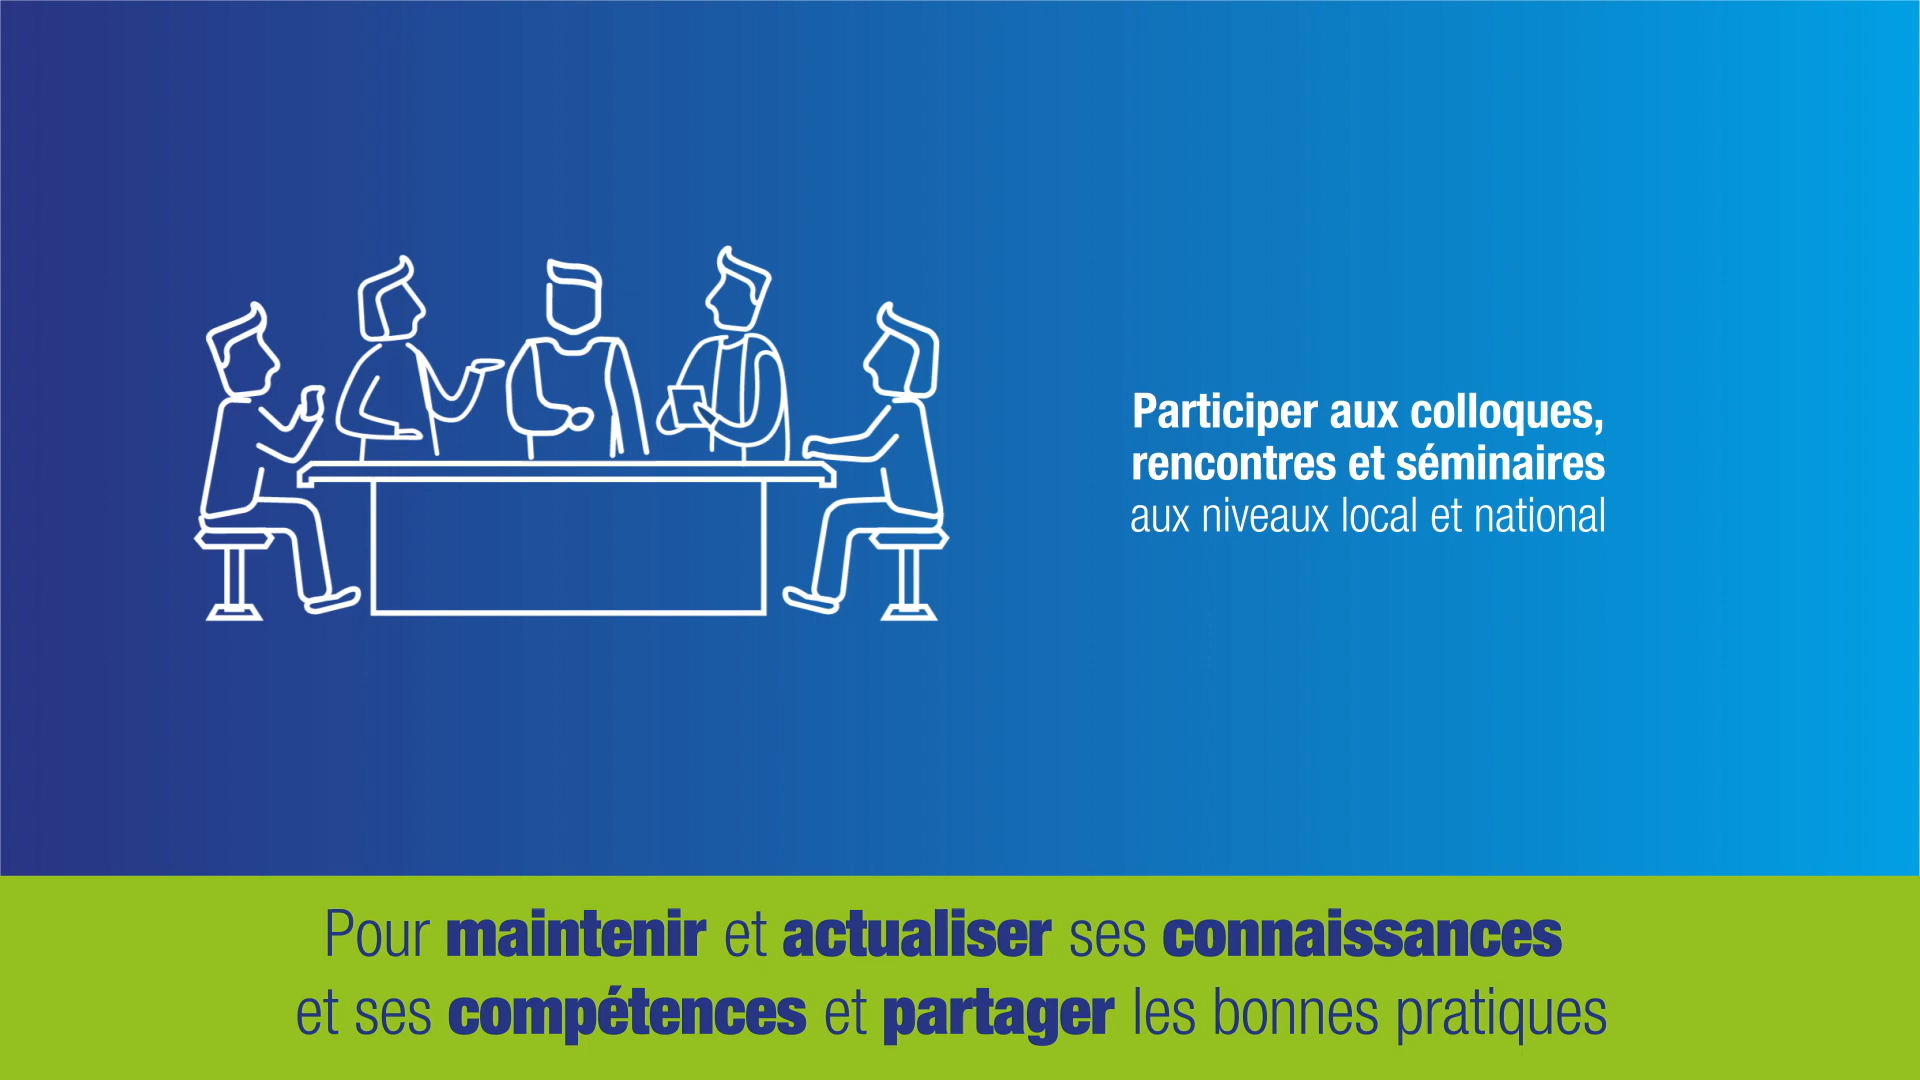 Participer aux colloques,
rencontres et séminaires
aux niveaux local et national
Pour maintenir et actualiser ses connaissances
et ses compétences et partager les bonnes pratiques